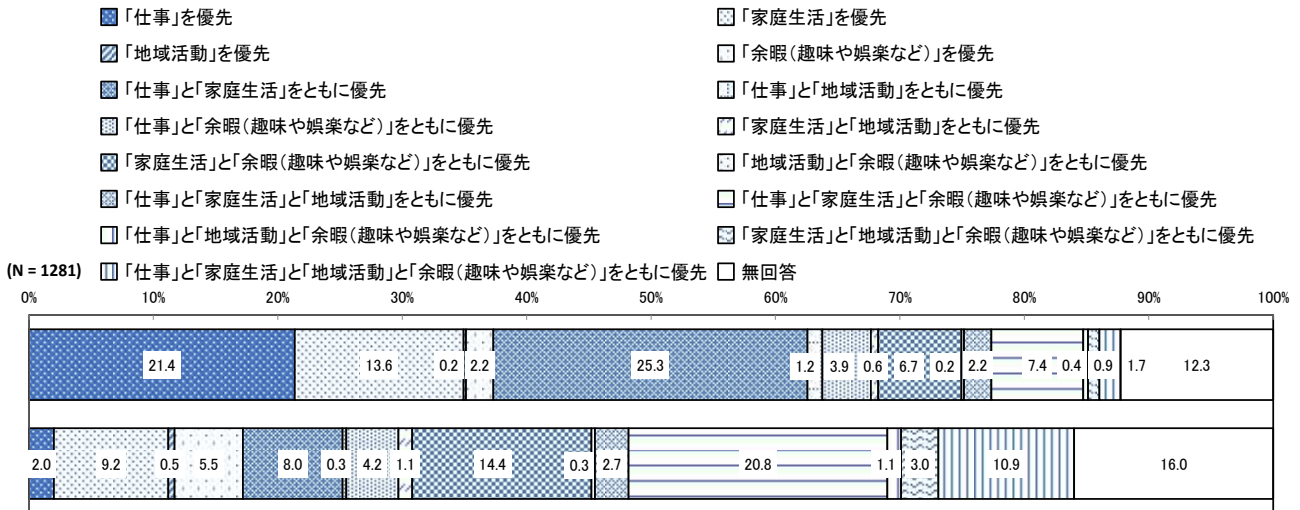 「仕事」を優先 「家庭生活」を優先
「地域活動」を優先 「余暇(趣味や娯楽など)」を優先
「仕事」と「家庭生活」をともに優先 「仕事」と「地域活動」をともに優先
「仕事」と「余暇(趣味や娯楽など)」をともに優先 「家庭生活」と「地域活動」をともに優先
「家庭生活」と「余暇(趣味や娯楽など)」をともに優先 「地域活動」と「余暇(趣味や娯楽など)」をともに優先
「仕事」と「家庭生活」と「地域活動」をともに優先 「仕事」と「家庭生活」と「余暇(趣味や娯楽など)」をともに優先
「仕事」と「地域活動」と「余暇(趣味や娯楽など)」をともに優先 「家庭生活」と「地域活動」と「余暇(趣味や娯楽など)」をともに優先
(N = 1281) 「仕事」と「家庭生活」と「地域活動」と「余暇(趣味や娯楽など)」をともに優先 無回答
0% 10% 20% 30% 40% 50% 60% 70% 80% 90% 100%
21.4 13.6 0.2 2.2 25.3 1.2 3.9 0.6 6.7 0.2 2.2 7.4 0.4 0.9 1.7 12.3
2.0 9.2 0.5 5.5 8.0 0.3 4.2 1.1 14.4 0.3 2.7 20.8 1.1 3.0 10.9 16.0